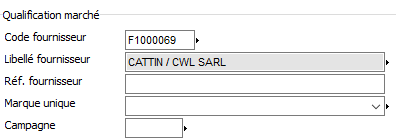 Qualification marché
Code fournisseur F1000069
Libellé fournisseur CATTIN / CWL SARL
Réf. fournisseur
Marque unique
Campagne